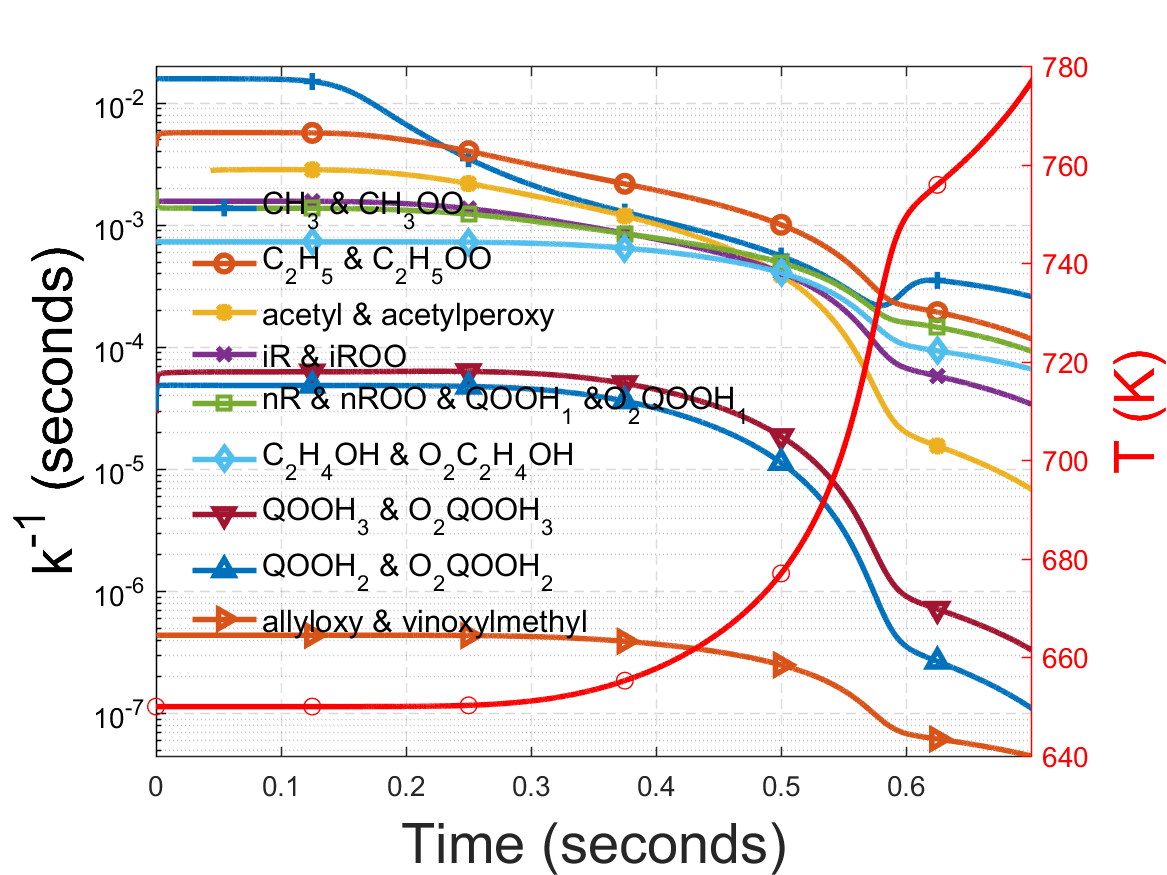 10⁻²
10⁻³
10⁻⁴
10⁻⁵
10⁻⁶
10⁻⁷
k⁻¹ (seconds)
CH₃ & CH₃OO
C₂H₅ & C₂H₅OO
acetyl & acetylperoxy
iR & iROO
nR & nROO & QOOH₁ &O₂QOOH₁
C₂H₄OH & O₂C₂H₄OH
QOOH₃ & O₂QOOH₃
QOOH₂ & O₂QOOH₂
allyloxy & vinoxylmethyl
780
760
740
720
700
680
660
640
T (K)
0 0.1 0.2 0.3 0.4 0.5 0.6
Time (seconds)